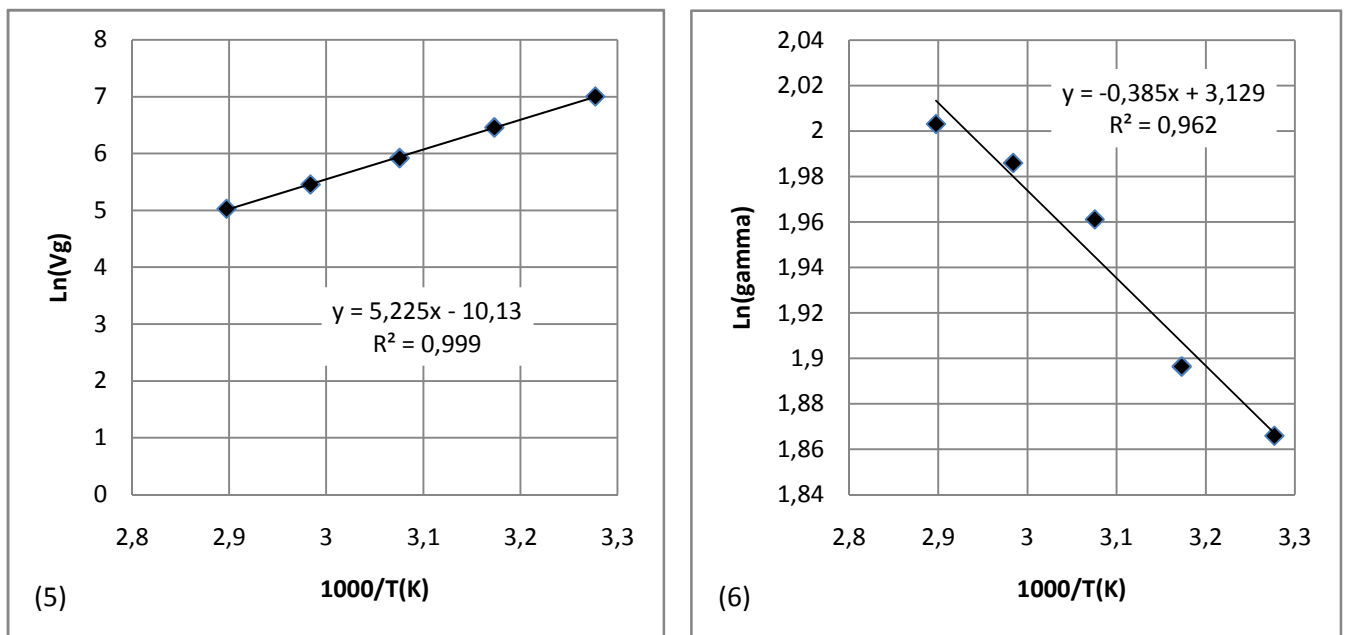 8
7
6
5
4
3
2
1
0
Ln(Vg)
y = 5,225x - 10,13
R² = 0,999
2,8 2,9 3 3,1 3,2 3,3
1000/T(K)
(5)
2,04
2,02
2
1,98
1,96
1,94
1,92
1,9
1,88
1,86
1,84
Ln(gamma)
y = -0,385x + 3,129
R² = 0,962
2,8 2,9 3 3,1 3,2 3,3
1000/T(K)
(6)